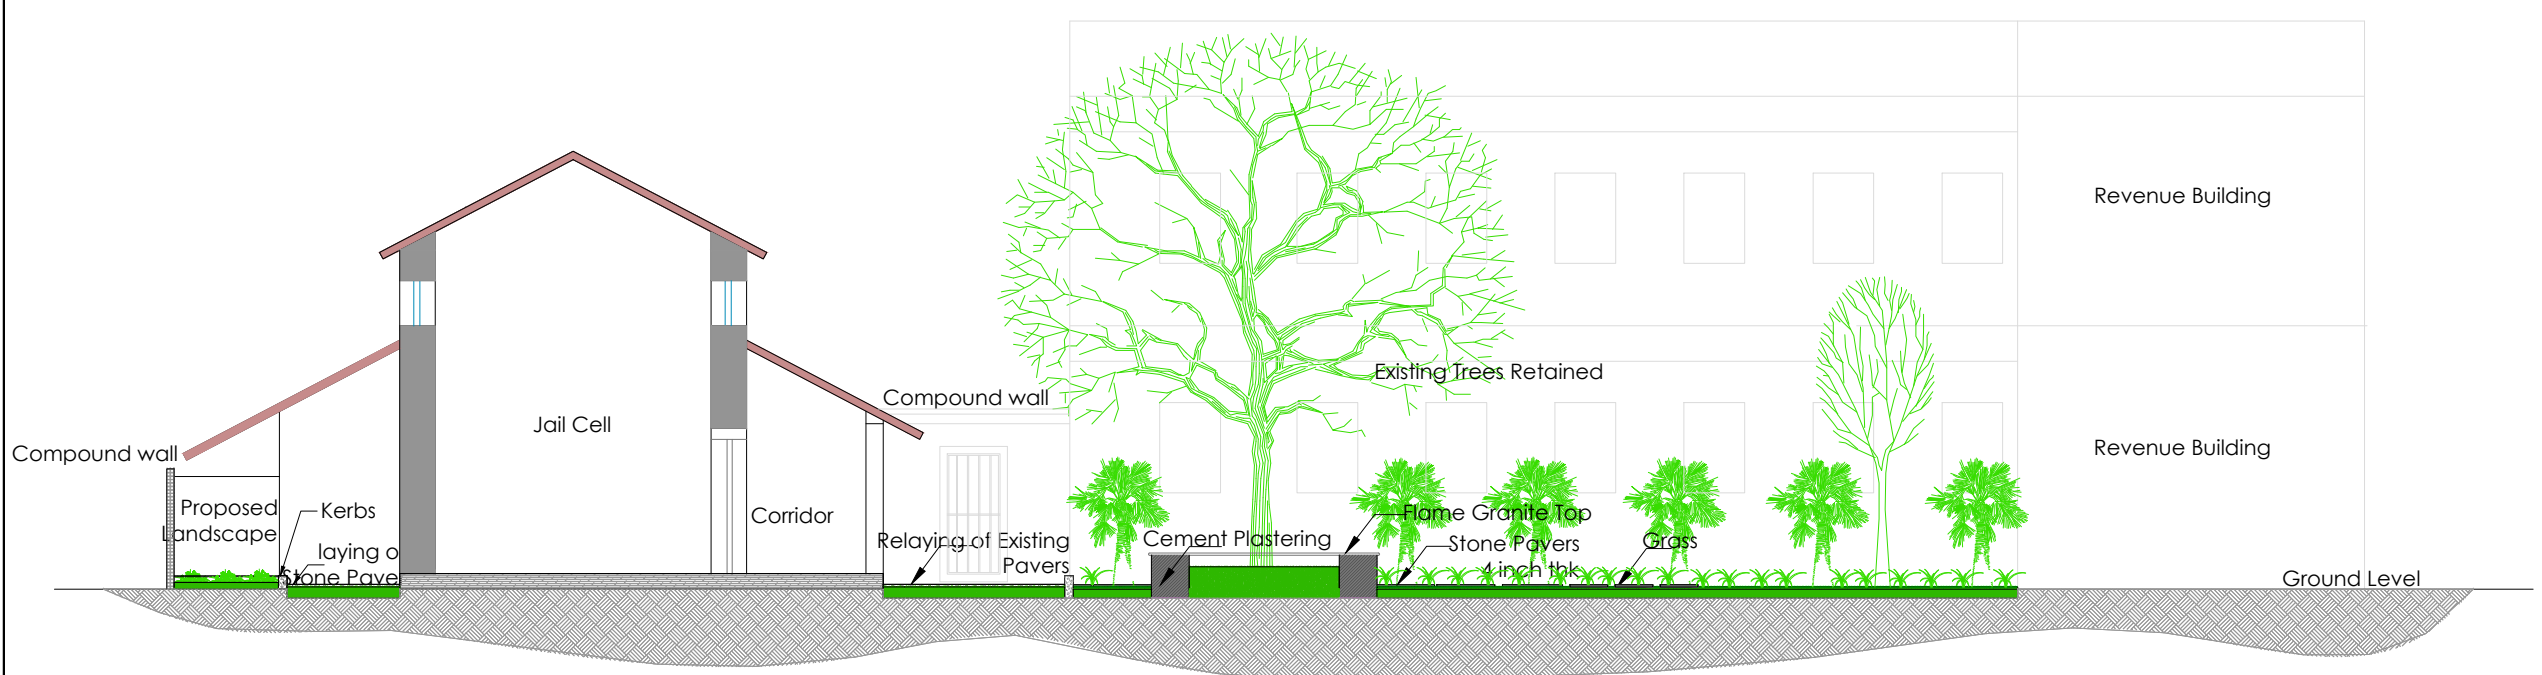 Revenue Building
Existing Trees Retained
Compound wall
Jail Cell
Revenue Building
Compound wall
Proposed
Landscape
Kerbs
Corridor
Flame Granite Top
Relaying of Existing
Pavers
Cement Plastering
Stone Pavers
4 inch thk
Grass
laying o
Stone Pave
Ground Level